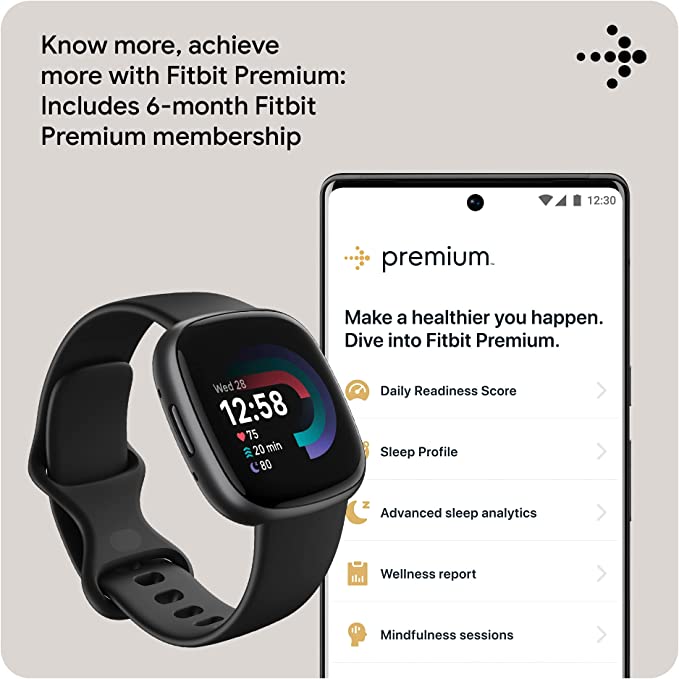 Know more, achieve
more with Fitbit Premium:
Includes 6-month Fitbit
Premium membership
12:30
premium™
Make a healthier you happen.
Dive into Fitbit Premium.
Daily Readiness Score
Sleep Profile
Advanced sleep analytics
Wellness report
Mindfulness sessions
Wed 28
12:58
75
20 min
80